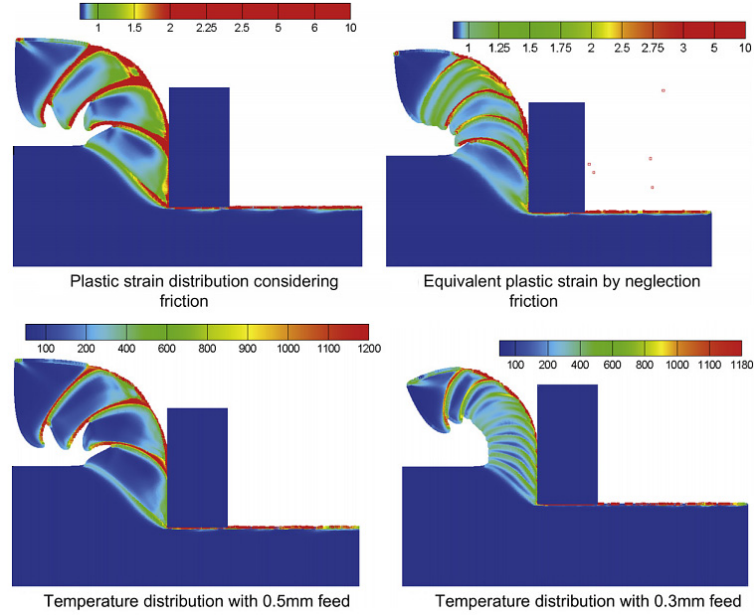 1 1.5 2 2.5 2.75 5 6 10
1 1.25 1.5 1.75 2 2.5 2.75 3 5 10
Plastic strain distribution considering
friction
Equivalent plastic strain by neglection
friction
100 200 400 600 800 900 1000 1100 1200
100 200 400 600 800 900 1000 1100 1180
Temperature distribution with 0.5mm feed
Temperature distribution with 0.3mm feed